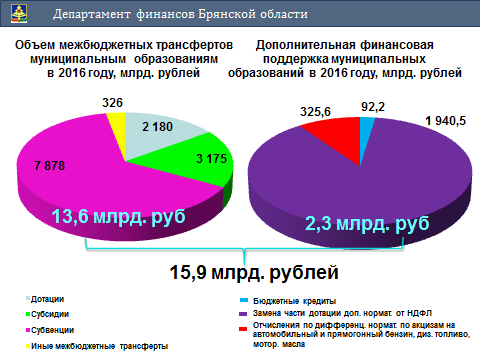 Департамент финансов Брянской области
Объем межбюджетных трансфертов
муниципальным образованиям
в 2016 году, млрд. рублей
326
2 180
3 175
7 878
13,6 млрд. руб
Дополнительная финансовая
поддержка муниципальных
образований в 2016 году, млрд. рублей
325,6
92,2
1 940,5
2,3 млрд. руб
15,9 млрд. рублей
Дотации
Субсидии
Субвенции
Иные межбюджетные трансферты
Бюджетные кредиты
Замена части дотации доп. нормат. от НДФЛ
Отчисления по дифференц. нормат. по акцизам на
автомобильный и прямогонный бензин, диз. топливо,
мотор. масла